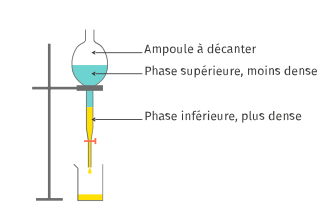 Ampoule à décanter
Phase supérieure, moins dense
Phase inférieure, plus dense